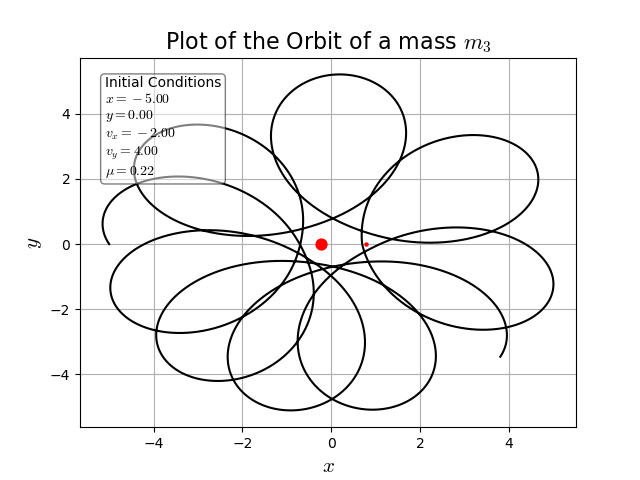 Plot of the Orbit of a mass m₃
Initial Conditions
x = −5.00
y = 0.00
vₓ = −2.00
v_y = 4.00
μ = 0.22
y
4
2
0
−2
−4
−4 −2 0 2 4
x